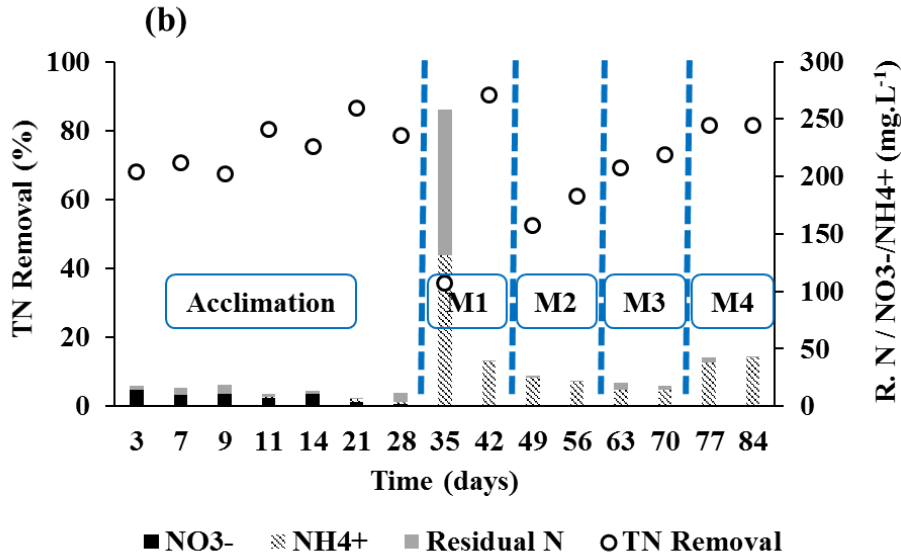 (b)
TN Removal (%)
100
80
60
40
20
0
300
250
200
150
100
50
0
R. N / NO3-/NH4+ (mg.L-1)
Acclimation
M1
M2
M3
M4
3 7 9 11 14 21 28 35 42 49 56 63 70 77 84
Time (days)
NO3- NH4+ Residual N TN Removal